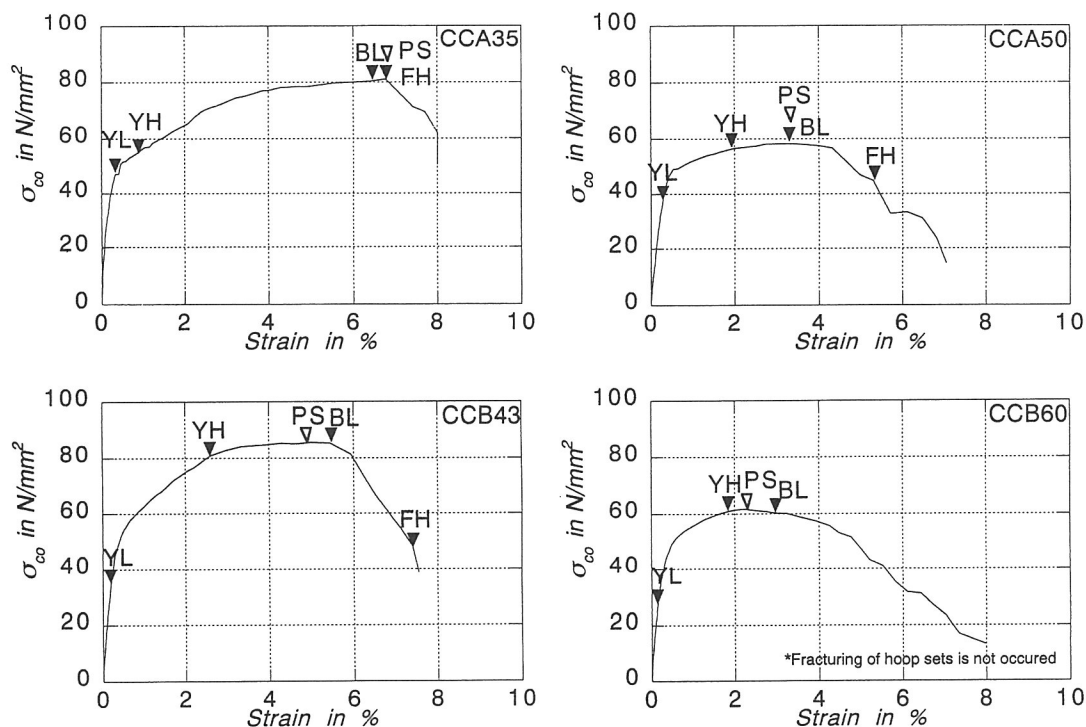 CCA35
100
80
60
40
20
0
σco in N/mm²
YL
YH
BL PS
FH
0 2 4 6 8 10
Strain in %
CCA50
100
80
60
40
20
0
σco in N/mm²
YL
YH
PS
BL
FH
0 2 4 6 8 10
Strain in %
CCB43
100
80
60
40
20
0
σco in N/mm²
YL
YH
PS BL
FH
0 2 4 6 8 10
Strain in %
CCB60
100
80
60
40
20
0
σco in N/mm²
YL
YH PS BL
*Fracturing of hoop sets is not occured
0 2 4 6 8 10
Strain in %